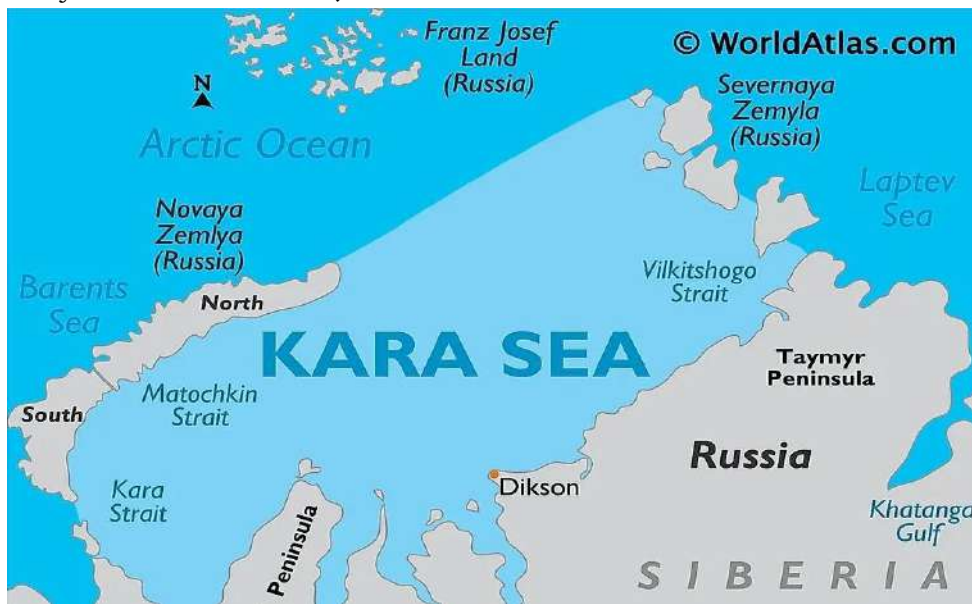 Franz Josef
Land
(Russia)
© WorldAtlas.com
N
Severnaya
Zemyla
(Russia)
Arctic Ocean
Laptev
Sea
Novaya
Zemlya
(Russia)
Barents
Sea
North
Vilkitshogo
Strait
KARA SEA
Taymyr
Peninsula
Matochkin
Strait
South
Russia
Kara
Strait
Dikson
Peninsula
Khatanga
Gulf
SIBERIA